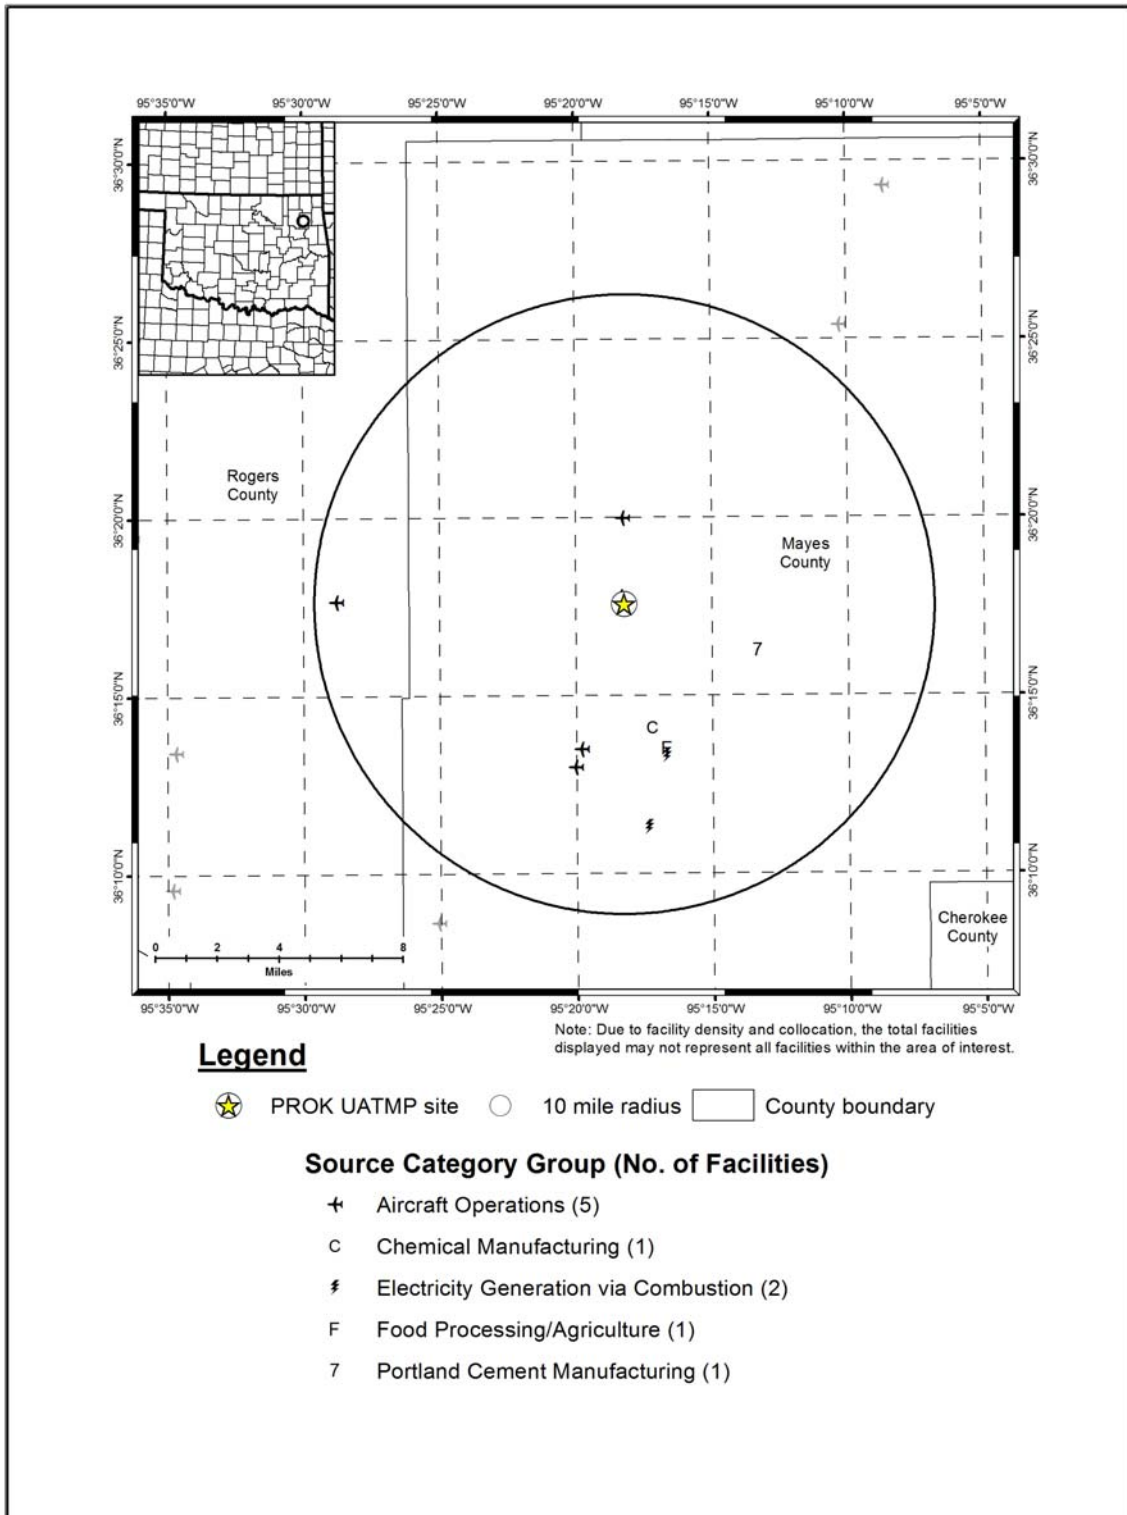 95°35'0"W 95°30'0"W 95°25'0"W 95°20'0"W 95°15'0"W 95°10'0"W 95°5'0"W
36°30'0"N 36°30'0"N
36°25'0"N 36°25'0"N
Rogers
County
36°20'0"N 36°20'0"N
Mayes
County
7
36°15'0"N 36°15'0"N
C
F
36°10'0"N 36°10'0"N
Cherokee
County
0 2 4 8
Miles
95°35'0"W 95°30'0"W 95°25'0"W 95°20'0"W 95°15'0"W 95°10'0"W 95°5'0"W
Note: Due to facility density and collocation, the total facilities
displayed may not represent all facilities within the area of interest.
Legend
PROK UATMP site 10 mile radius County boundary
Source Category Group (No. of Facilities)
Aircraft Operations (5)
C Chemical Manufacturing (1)
Electricity Generation via Combustion (2)
F Food Processing/Agriculture (1)
7 Portland Cement Manufacturing (1)